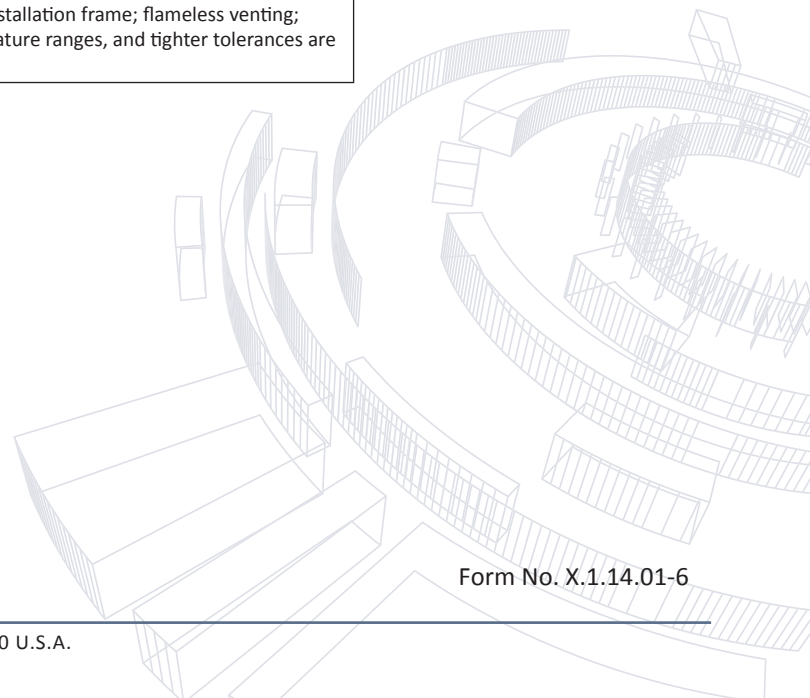 stallation frame; flameless venting;
ature ranges, and tighter tolerances are
Form No. X.1.14.01-6
0 U.S.A.